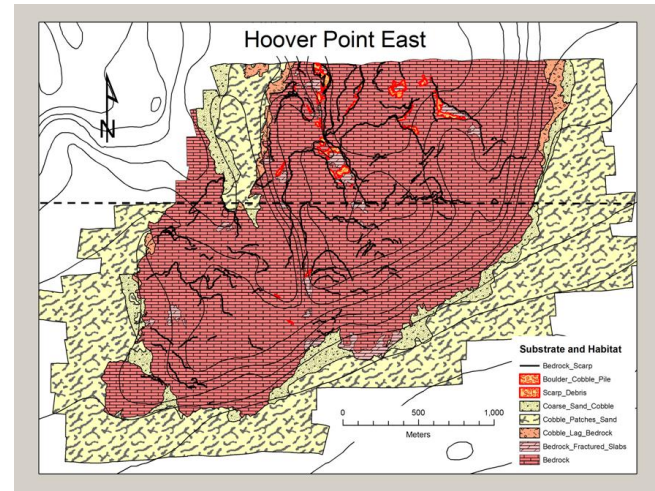 Hoover Point East
N
Substrate and Habitat
Bedrock_Scarp
Boulder_Cobble_Pile
Scarp_Debris
Coarse_Sand_Cobble
Cobble_Patches_Sand
Cobble_Lag_Bedrock
Bedrock_Fractured_Slabs
Bedrock
0 500 1,000
Meters